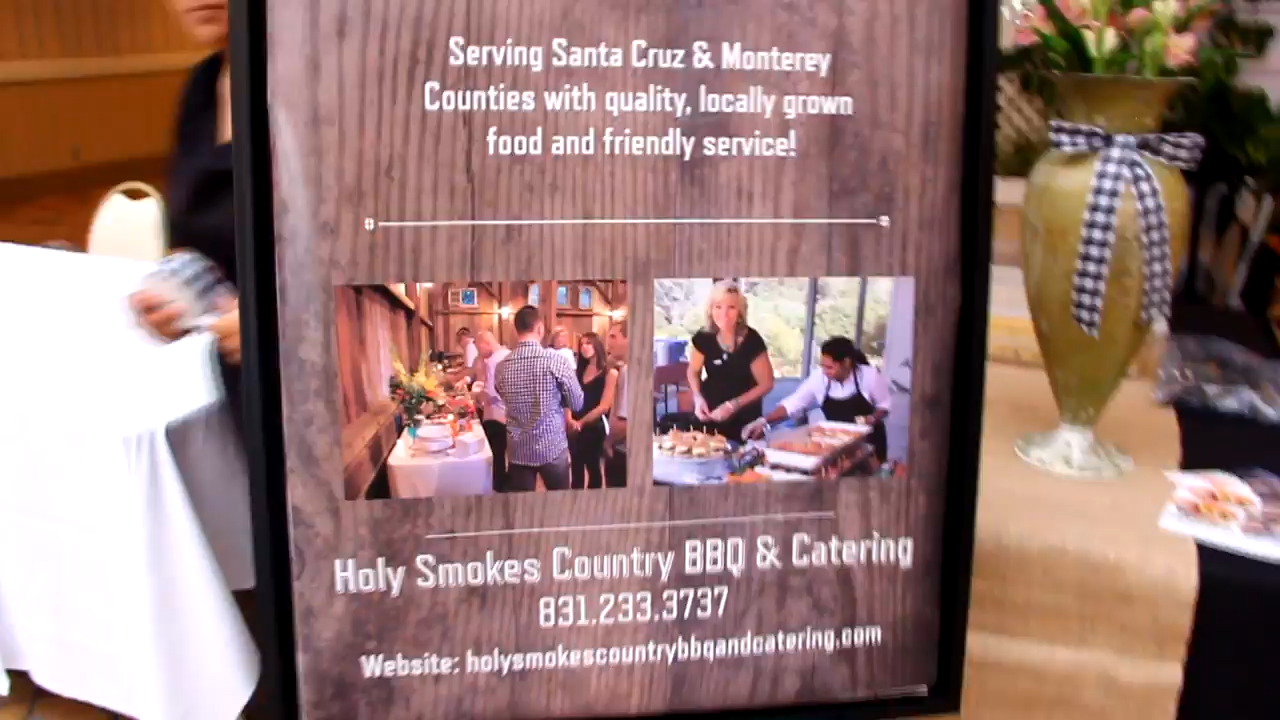 Serving Santa Cruz & Monterey
Counties with quality, locally grown
food and friendly service!
Holy Smokes Country BBQ & Catering
831.233.3737
Website: holysmokescountrybbqandcatering.com